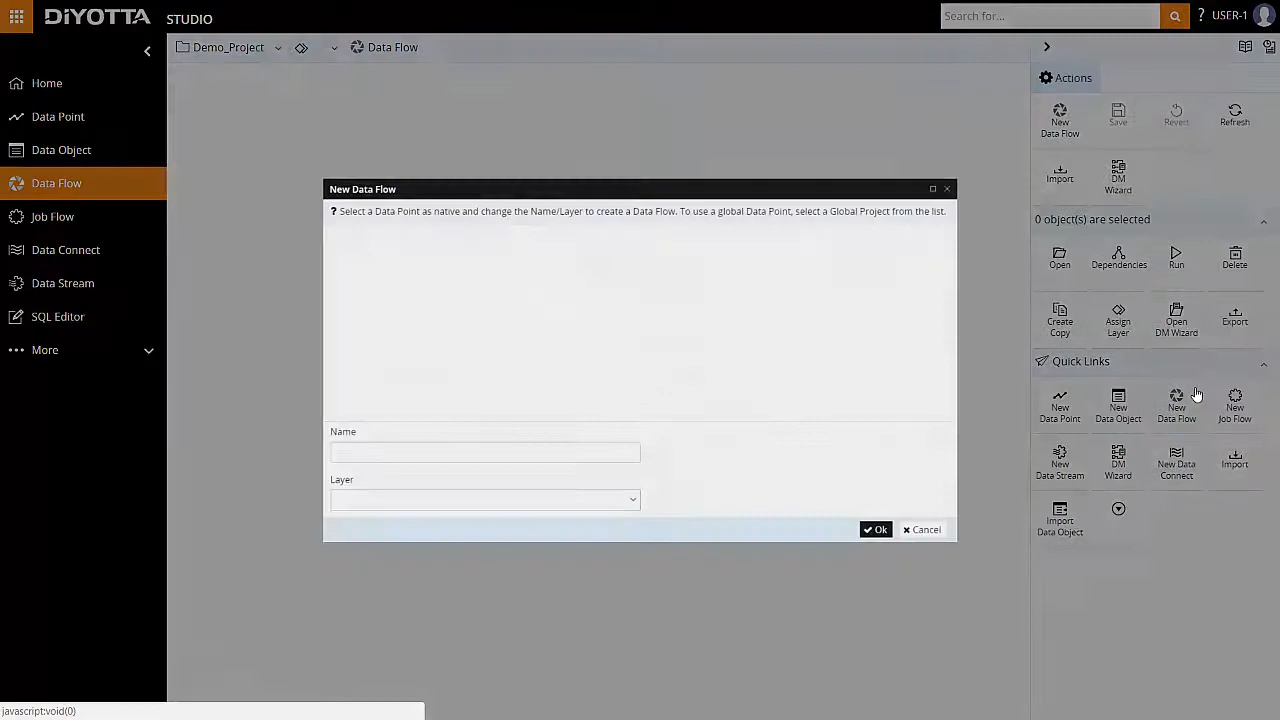 DiYOTTA STUDIO
Search for...
? USER-1
Demo_Project
Data Flow
Home
Data Point
Data Object
Data Flow
Job Flow
Data Connect
Data Stream
SQL Editor
More
New Data Flow
? Select a Data Point as native and change the Name/Layer to create a Data Flow. To use a global Data Point, select a Global Project from the list.
Name
Layer
Ok
Cancel
Actions
New
Data Flow
Save
Revert
Refresh
Import
DM
Wizard
0 object(s) are selected
Open
Dependencies
Run
Delete
Create
Copy
Assign
Layer
Open
DM Wizard
Export
Quick Links
New
Data Point
New
Data Object
New
Data Flow
New
Job Flow
New
Data Stream
DM
Wizard
New Data
Connect
Import
Import
Data Object
javascript:void(0)